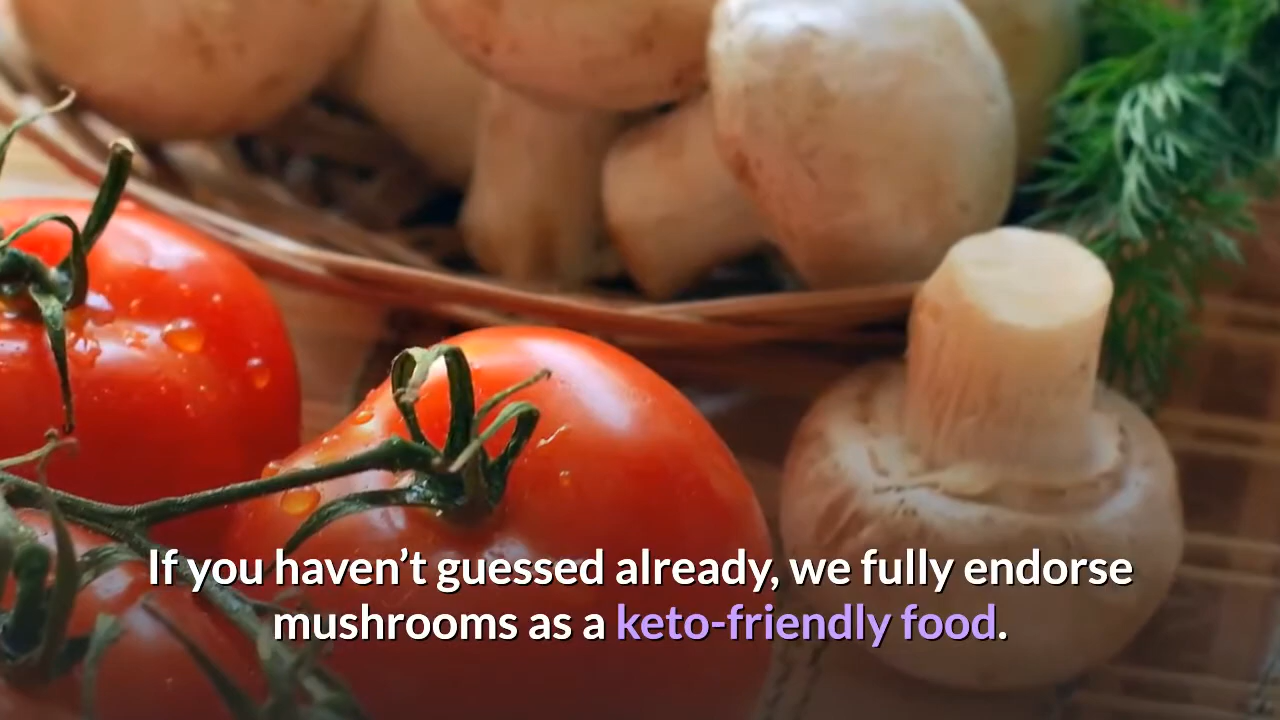 If you haven’t guessed already, we fully endorse
mushrooms as a keto-friendly food.